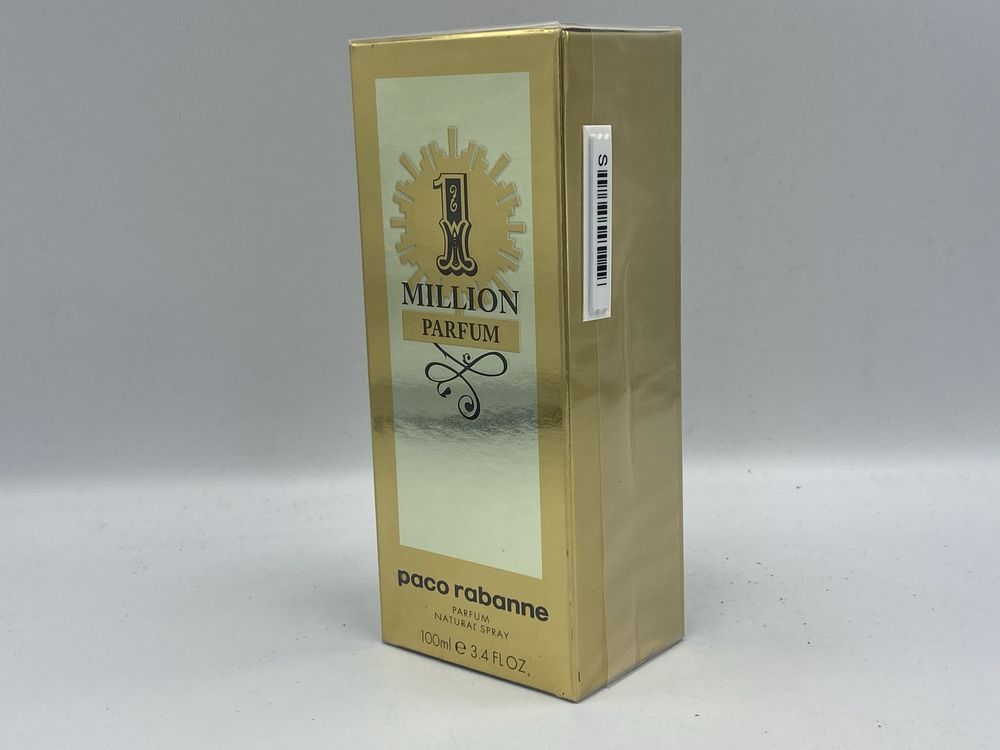 1
MILLION
PARFUM
paco rabanne
PARFUM
NATURAL SPRAY
100ml e 3.4 FL OZ.
S